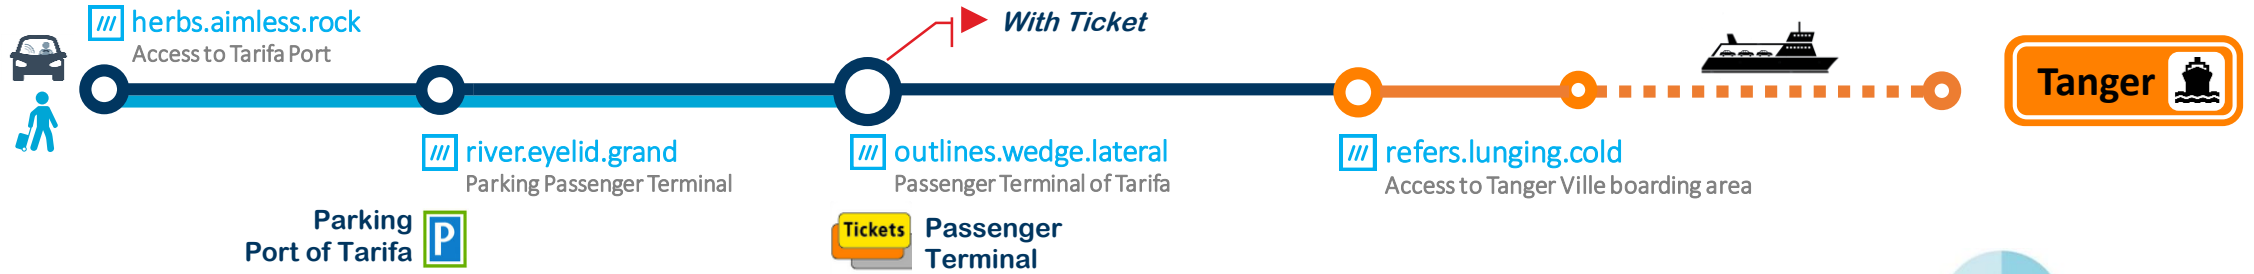 herbs.aimless.rock
Access to Tarifa Port
With Ticket
Tanger
river.eyelid.grand
Parking Passenger Terminal
outlines.wedge.lateral
Passenger Terminal of Tarifa
refers.lunging.cold
Access to Tanger Ville boarding area
Parking
Port of Tarifa
P
Tickets
Passenger
Terminal